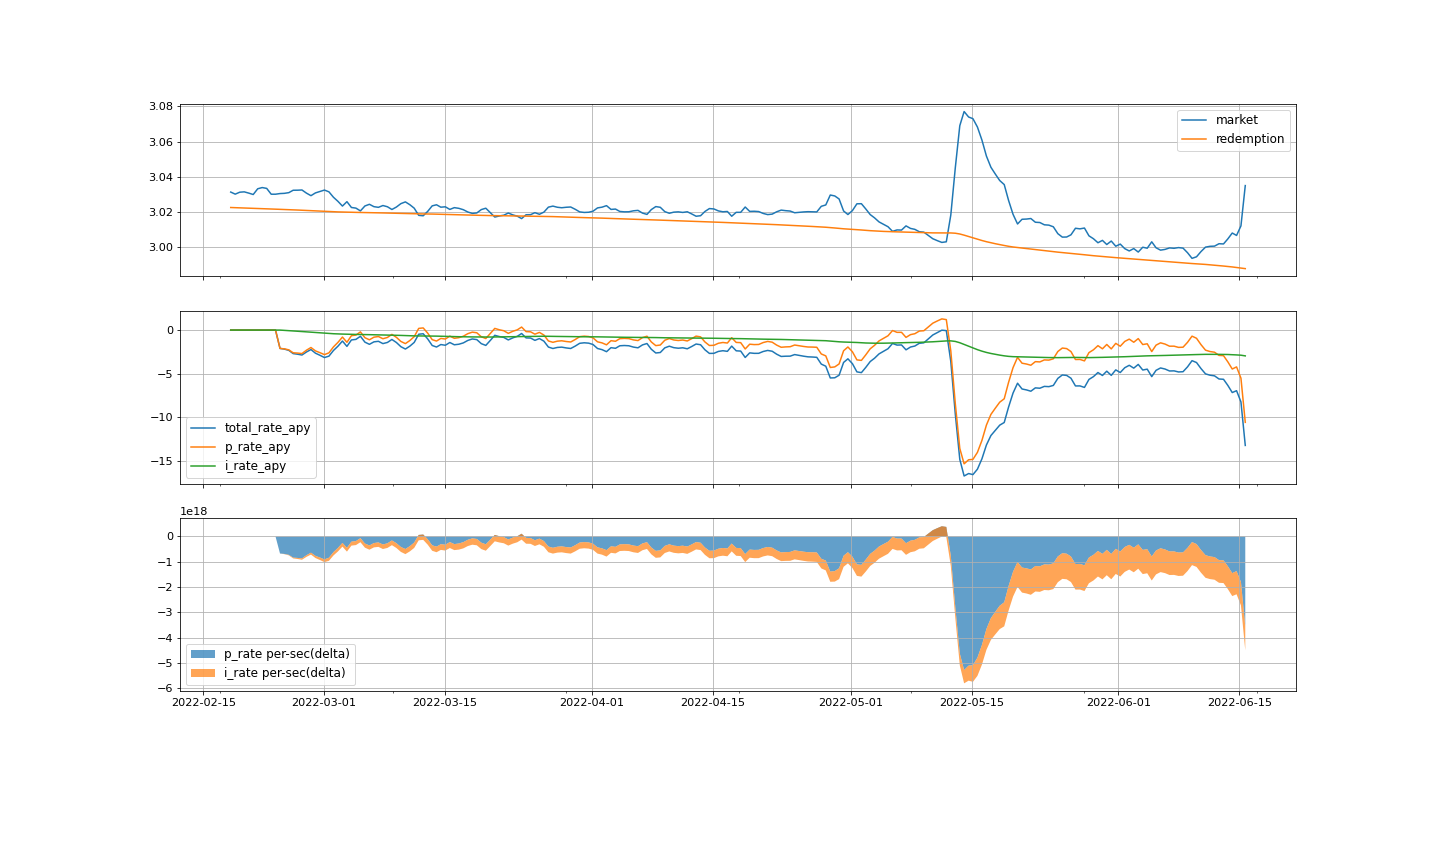 3.08
3.06
3.04
3.02
3.00
market
redemption
0
−5
−10
−15
total_rate_apy
p_rate_apy
i_rate_apy
1e18
0
−1
−2
−3
−4
−5
−6
p_rate per-sec(delta)
i_rate per-sec(delta)
2022-02-15 2022-03-01 2022-03-15 2022-04-01 2022-04-15 2022-05-01 2022-05-15 2022-06-01 2022-06-15